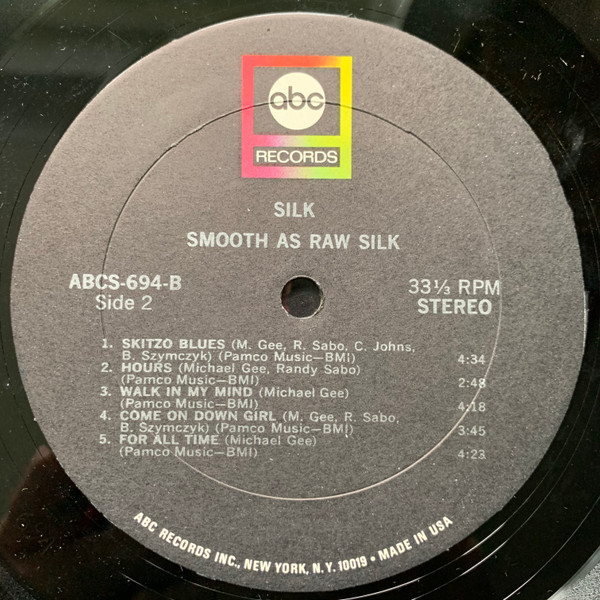 abc
RECORDS
SILK
SMOOTH AS RAW SILK
ABCS-694-B
33⅓ RPM
Side 2
STEREO
1. SKITZO BLUES (M. Gee, R. Sabo, C. Johns,
B. Szymczyk) (Pamco Music—BMI) 4:34
2. HOURS (Michael Gee, Randy Sabo)
(Pamco Music—BMI) 2:48
3. WALK IN MY MIND (Michael Gee)
(Pamco Music—BMI) 4:18
4. COME ON DOWN GIRL (M. Gee, R. Sabo,
B. Szymczyk) (Pamco Music—BMI) 3:45
5. FOR ALL TIME (Michael Gee)
(Pamco Music—BMI) 4:23
ABC RECORDS INC., NEW YORK, N.Y. 10019 • MADE IN USA